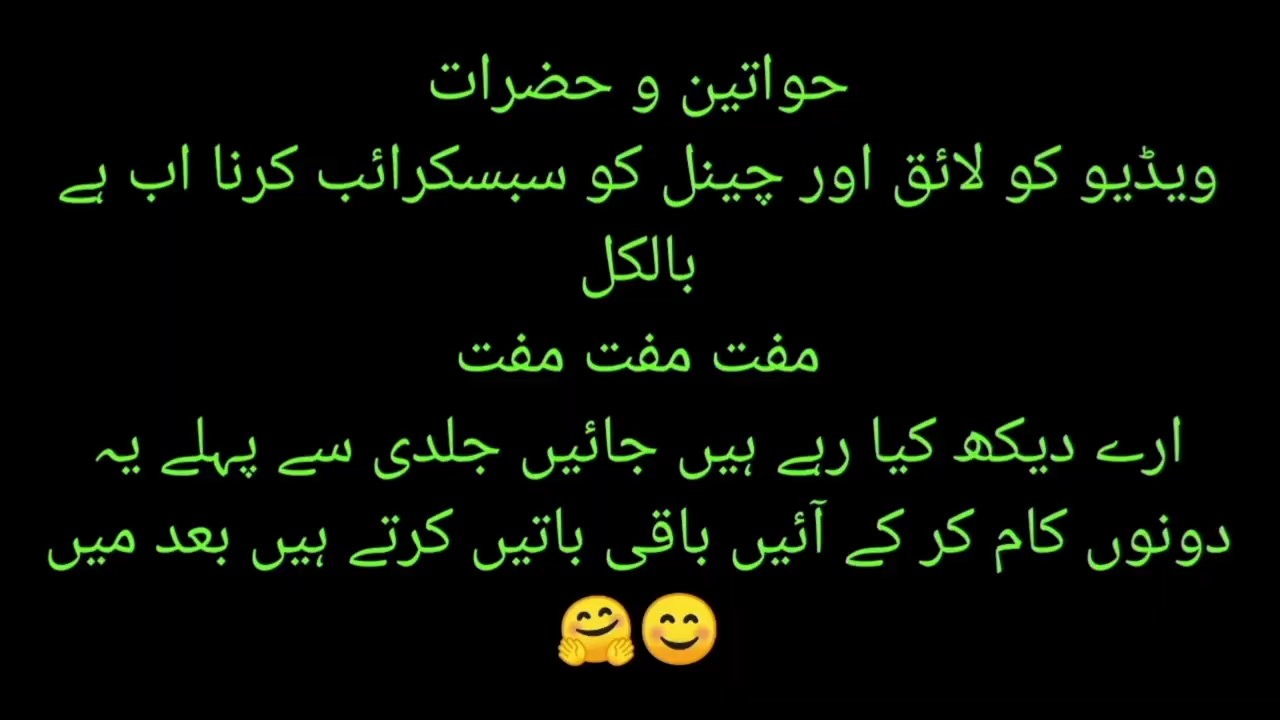 حواتین و حضرات
ویڈیو کو لائق اور چینل کو سبسکرائب کرنا اب ہے
بالکل
مفت مفت مفت
ارے دیکھ کیا رہے ہیں جائیں جلدی سے پہلے یہ
دونوں کام کر کے آئیں باقی باتیں کرتے ہیں بعد میں
🤗😊